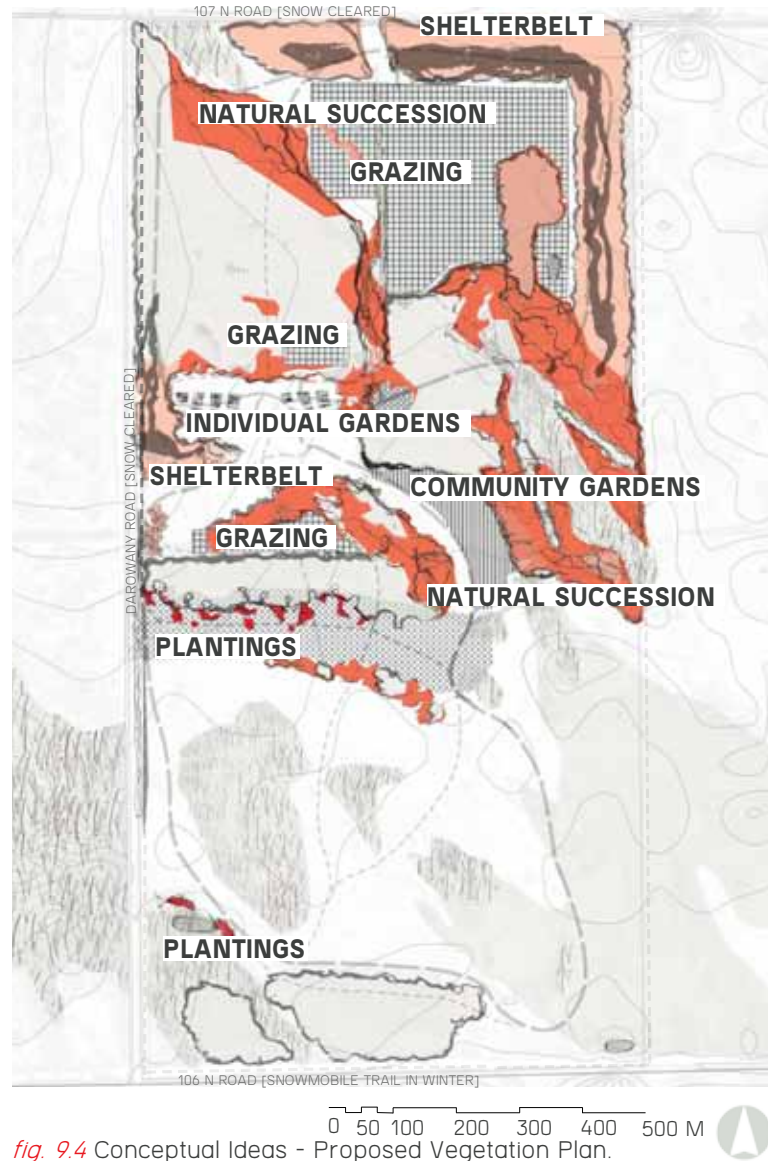 107 N ROAD [SNOW CLEARED]
SHELTERBELT
NATURAL SUCCESSION
GRAZING
GRAZING
DAROWANY ROAD [SNOW CLEARED]
INDIVIDUAL GARDENS
SHELTERBELT
COMMUNITY GARDENS
GRAZING
NATURAL SUCCESSION
PLANTINGS
PLANTINGS
106 N ROAD [SNOWMOBILE TRAIL IN WINTER]
0 50 100 200 300 400 500 M
fig. 9.4 Conceptual Ideas - Proposed Vegetation Plan.